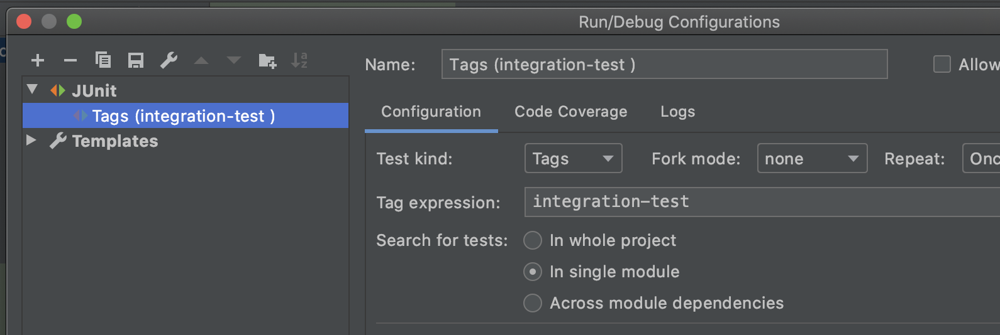 Run/Debug Configurations
Name: Tags (integration-test ) Allow
JUnit
Tags (integration-test )
Templates
Configuration Code Coverage Logs
Test kind: Tags Fork mode: none Repeat: Onc
Tag expression: integration-test
Search for tests: In whole project
In single module
Across module dependencies